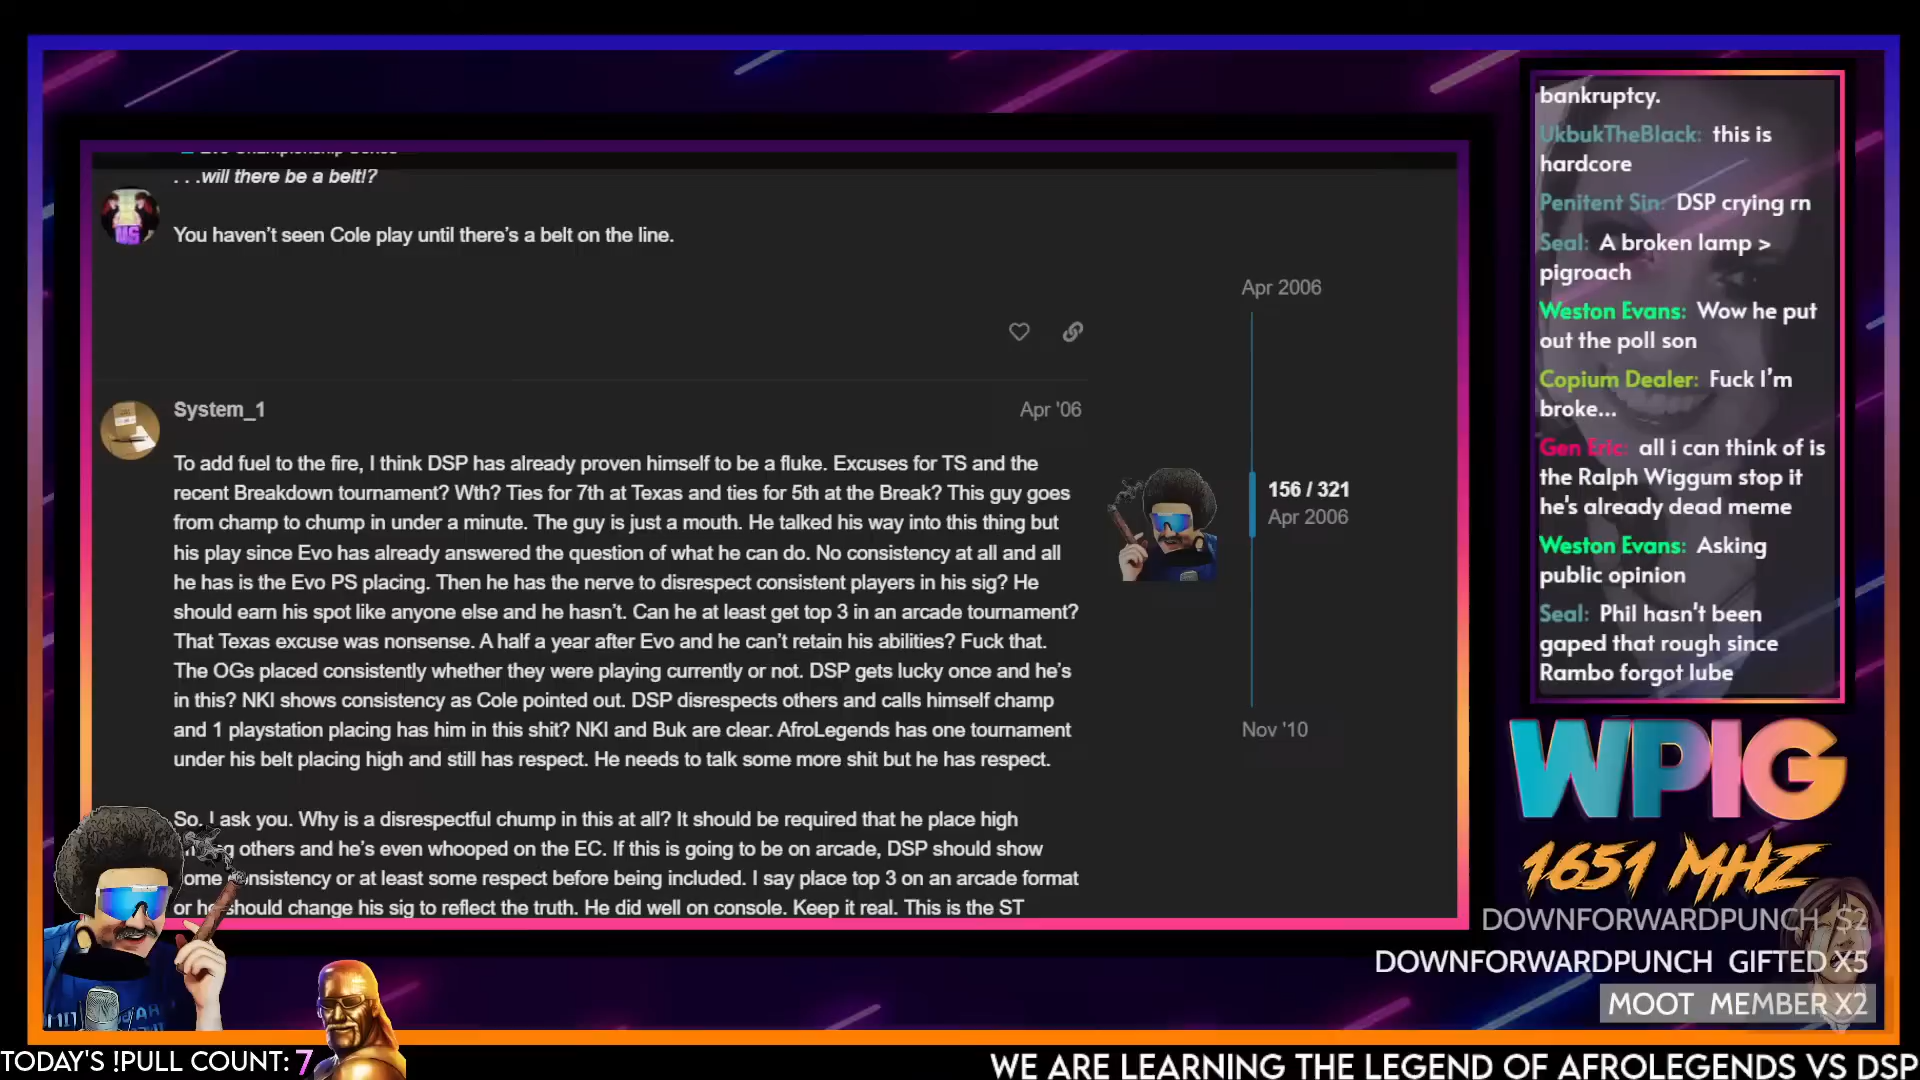 . . .will there be a belt!?
You haven’t seen Cole play until there’s a belt on the line.
System_1
Apr '06
To add fuel to the fire, I think DSP has already proven himself to be a fluke. Excuses for TS and the
recent Breakdown tournament? Wth? Ties for 7th at Texas and ties for 5th at the Break? This guy goes
from champ to chump in under a minute. The guy is just a mouth. He talked his way into this thing but
his play since Evo has already answered the question of what he can do. No consistency at all and all
he has is the Evo PS placing. Then he has the nerve to disrespect consistent players in his sig? He
should earn his spot like anyone else and he hasn’t. Can he at least get top 3 in an arcade tournament?
That Texas excuse was nonsense. A half a year after Evo and he can’t retain his abilities? Fuck that.
The OGs placed consistently whether they were playing currently or not. DSP gets lucky once and he’s
in this? NKI shows consistency as Cole pointed out. DSP disrespects others and calls himself champ
and 1 playstation placing has him in this shit? NKI and Buk are clear. AfroLegends has one tournament
under his belt placing high and still has respect. He needs to talk some more shit but he has respect.
So, I ask you. Why is a disrespectful chump in this at all? It should be required that he place high
others and he’s even whooped on the EC. If this is going to be on arcade, DSP should show
consistency or at least some respect before being included. I say place top 3 on an arcade format
or he should change his sig to reflect the truth. He did well on console. Keep it real. This is the ST
Apr 2006
156 / 321
Apr 2006
Nov '10
bankruptcy.
UkbukTheBlack: this is
hardcore
Penitent Sin: DSP crying rn
Seal: A broken lamp >
pigroach
Weston Evans: Wow he put
out the poll son
Copium Dealer: Fuck I’m
broke...
Gen Eric: all i can think of is
the Ralph Wiggum stop it
he's already dead meme
Weston Evans: Asking
public opinion
Seal: Phil hasn't been
gaped that rough since
Rambo forgot lube
WPIG
1651 MHZ
DOWNFORWARDPUNCH $2
DOWNFORWARDPUNCH GIFTED X5
MOOT MEMBER X2
TODAY'S !PULL COUNT: 7
WE ARE LEARNING THE LEGEND OF AFROLEGENDS VS DSP